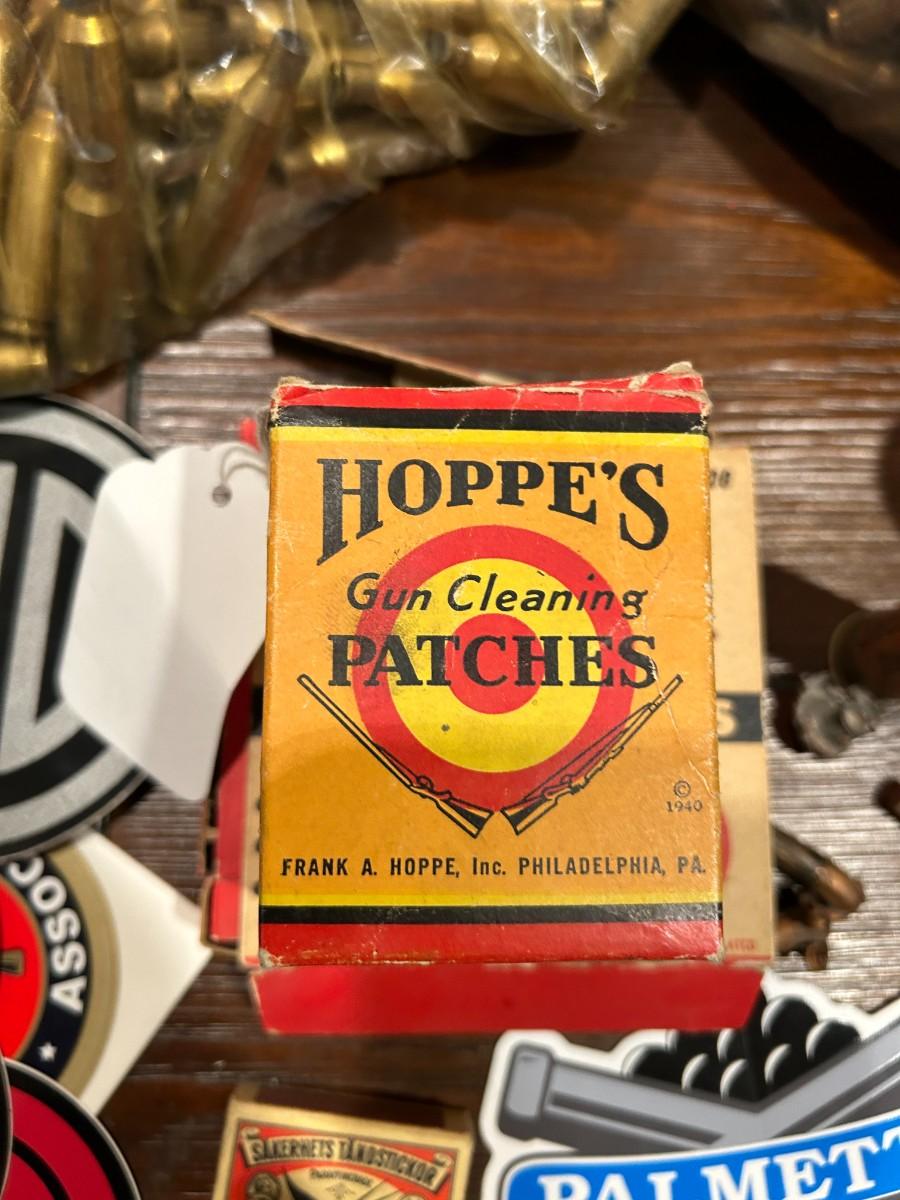 HOPPE'S
Gun Cleaning
PATCHES
©
1940
FRANK A. HOPPE, Inc. PHILADELPHIA, PA.
S
ASSOC
SÄKERHETS TÄNDSTICKOR
PALMETT